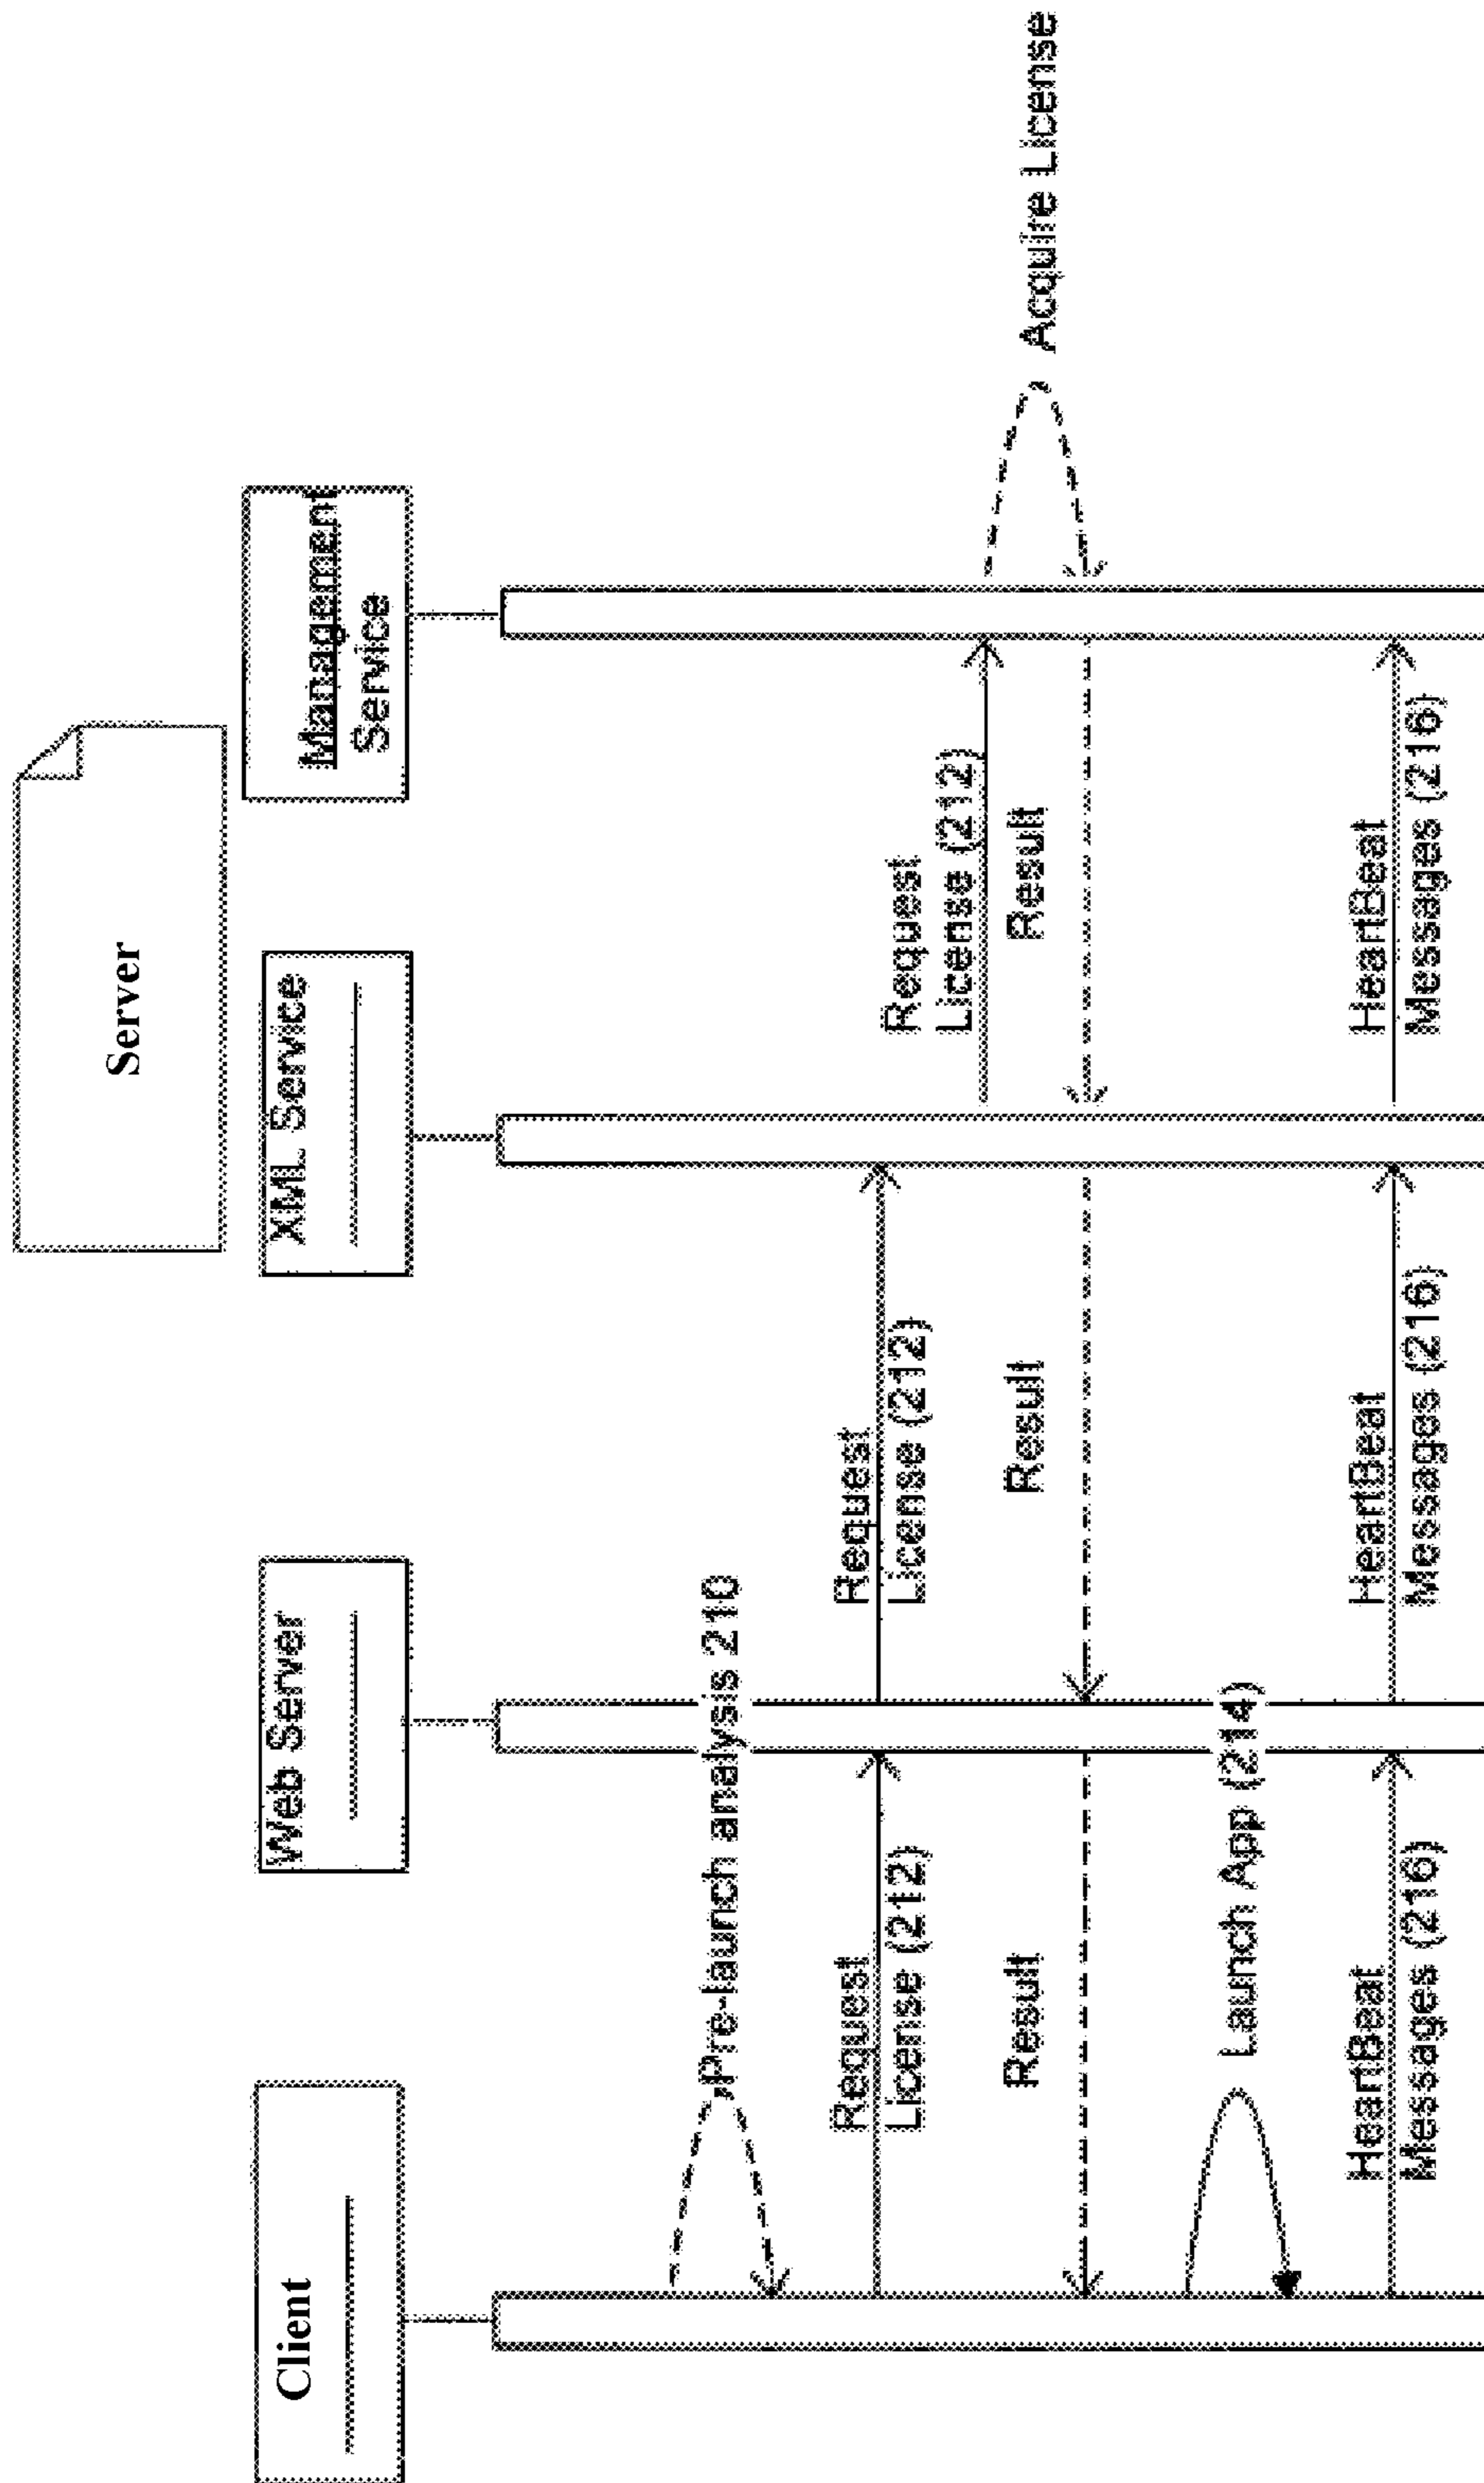 Server
Client
Web Server
XML Service
Management
Service
Pre-launch analysis 210
Request
License (212)
Request
License (212)
Request
License (212)
Result
Result
Result
Acquire License
Launch App (214)
HeartBeat
Messages (216)
HeartBeat
Messages (216)
HeartBeat
Messages (216)